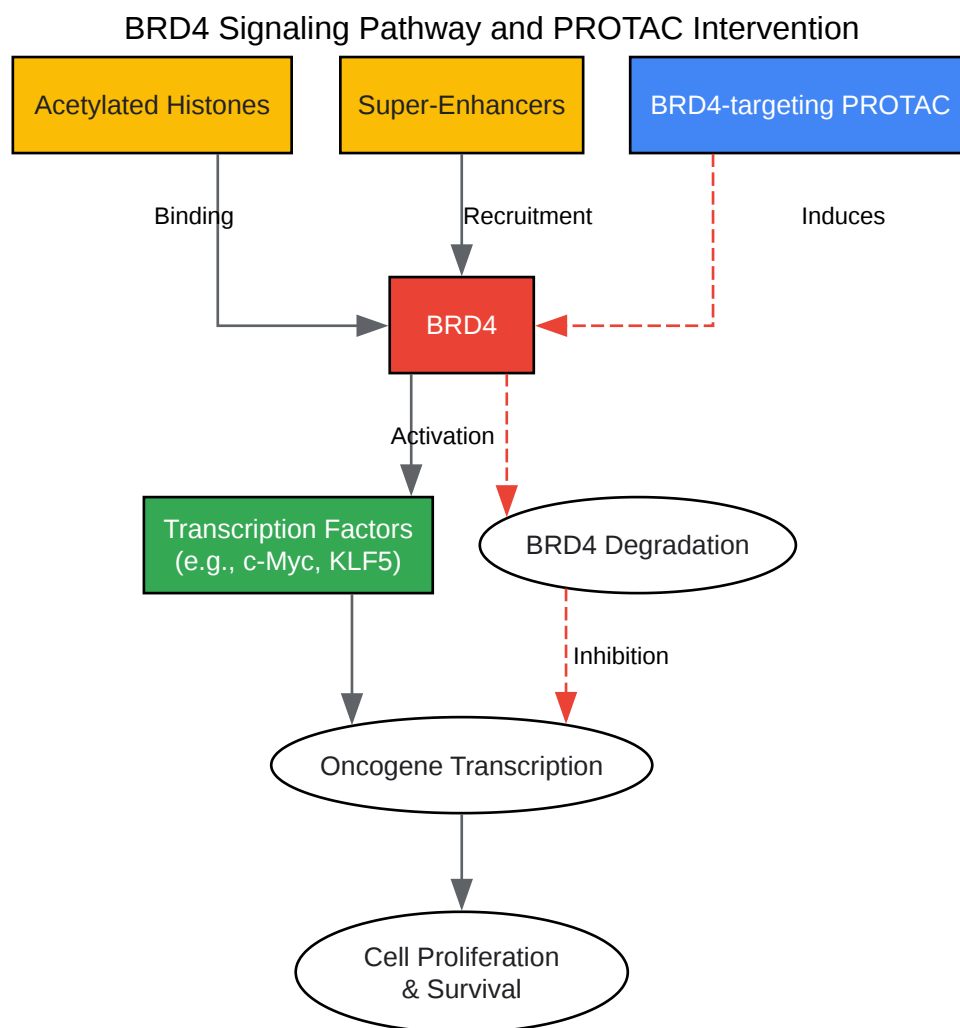 BRD4 Signaling Pathway and PROTAC Intervention
Acetylated Histones
Super-Enhancers
BRD4-targeting PROTAC
Binding
Recruitment
Induces
BRD4
Activation
Transcription Factors
(e.g., c-Myc, KLF5)
BRD4 Degradation
Inhibition
Oncogene Transcription
Cell Proliferation
& Survival